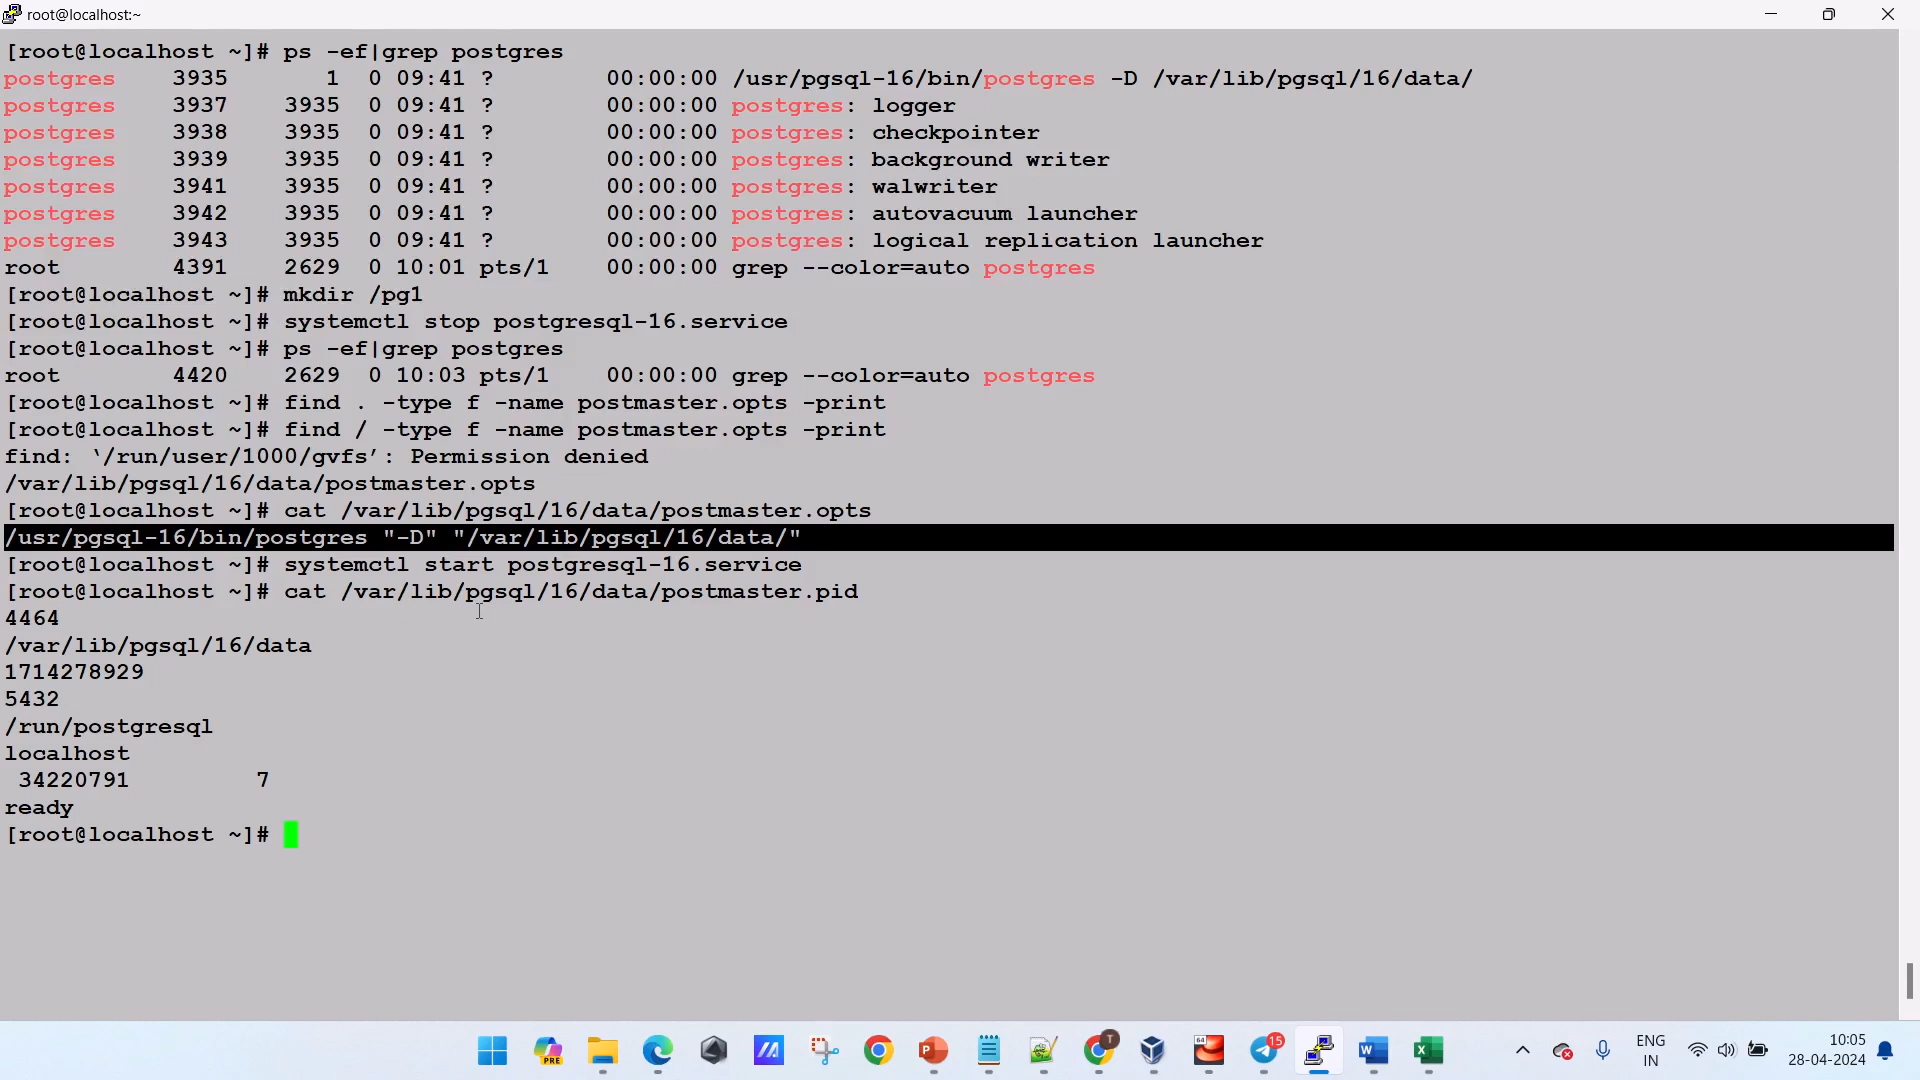 root@localhost:~
[root@localhost ~]# ps -ef|grep postgres
postgres 3935 1 0 09:41 ? 00:00:00 /usr/pgsql-16/bin/postgres -D /var/lib/pgsql/16/data/
postgres 3937 3935 0 09:41 ? 00:00:00 postgres: logger
postgres 3938 3935 0 09:41 ? 00:00:00 postgres: checkpointer
postgres 3939 3935 0 09:41 ? 00:00:00 postgres: background writer
postgres 3941 3935 0 09:41 ? 00:00:00 postgres: walwriter
postgres 3942 3935 0 09:41 ? 00:00:00 postgres: autovacuum launcher
postgres 3943 3935 0 09:41 ? 00:00:00 postgres: logical replication launcher
root 4391 2629 0 10:01 pts/1 00:00:00 grep --color=auto postgres
[root@localhost ~]# mkdir /pg1
[root@localhost ~]# systemctl stop postgresql-16.service
[root@localhost ~]# ps -ef|grep postgres
root 4420 2629 0 10:03 pts/1 00:00:00 grep --color=auto postgres
[root@localhost ~]# find . -type f -name postmaster.opts -print
[root@localhost ~]# find / -type f -name postmaster.opts -print
find: ‘/run/user/1000/gvfs’: Permission denied
/var/lib/pgsql/16/data/postmaster.opts
[root@localhost ~]# cat /var/lib/pgsql/16/data/postmaster.opts
/usr/pgsql-16/bin/postgres "-D" "/var/lib/pgsql/16/data/"
[root@localhost ~]# systemctl start postgresql-16.service
[root@localhost ~]# cat /var/lib/pgsql/16/data/postmaster.pid
4464
/var/lib/pgsql/16/data
1714278929
5432
/run/postgresql
localhost
34220791 7
ready
[root@localhost ~]#
PRE
P
T
64
15
W
X
ENG
IN
10:05
28-04-2024